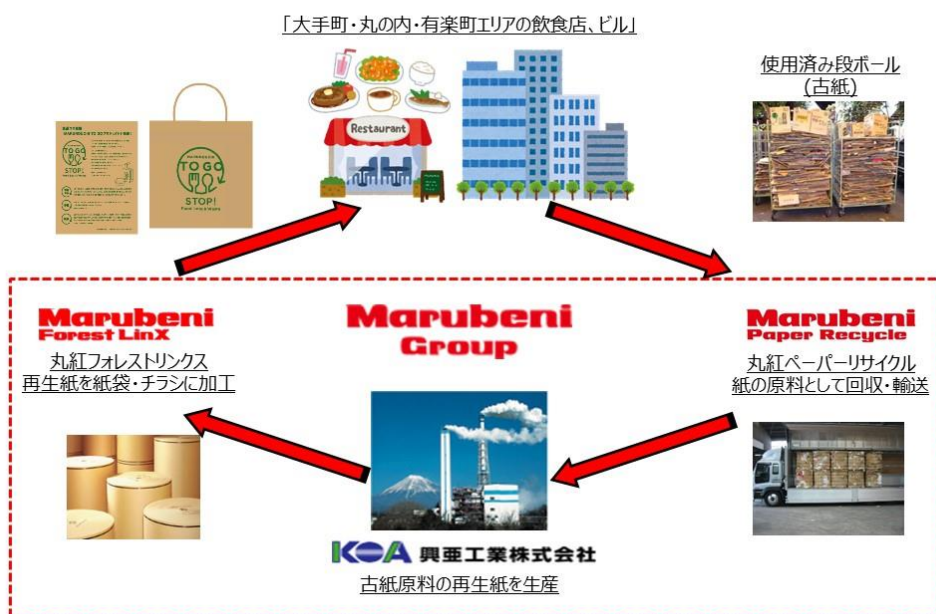 「大手町・丸の内・有楽町エリアの飲食店、ビル」
使用済み段ボール
(古紙)
Restaurant
TO GO
STOP!
TO GO
STOP!
Marubeni
Forest LinX
丸紅フォレストリンクス
再生紙を紙袋・チラシに加工
Marubeni
Group
Marubeni
Paper Recycle
丸紅ペーパーリサイクル
紙の原料として回収・輸送
KOA 興亜工業株式会社
古紙原料の再生紙を生産